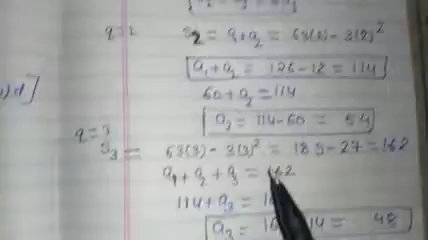 q=2 S2 = q+q2 = 63(2)-3(2)²
a1+a2 = 126-12 = 114
60+a2 = 114
a2 = 114-60 = 54
q=3
S3 = 63(3)-3(3)² = 189-27 = 162
a1+a2+a3 = 162
114+a3 =
a3 = 14 = 48